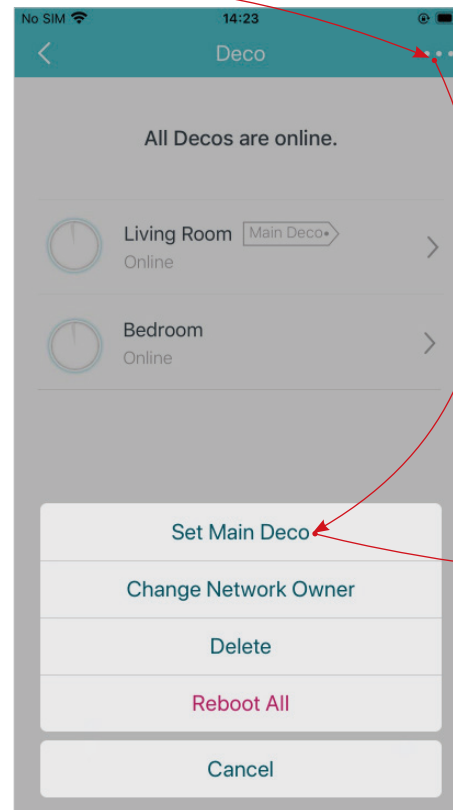 No SIM 14:23
Deco
All Decos are online.
Living Room Main Deco
Online
Bedroom
Online
Set Main Deco
Change Network Owner
Delete
Reboot All
Cancel